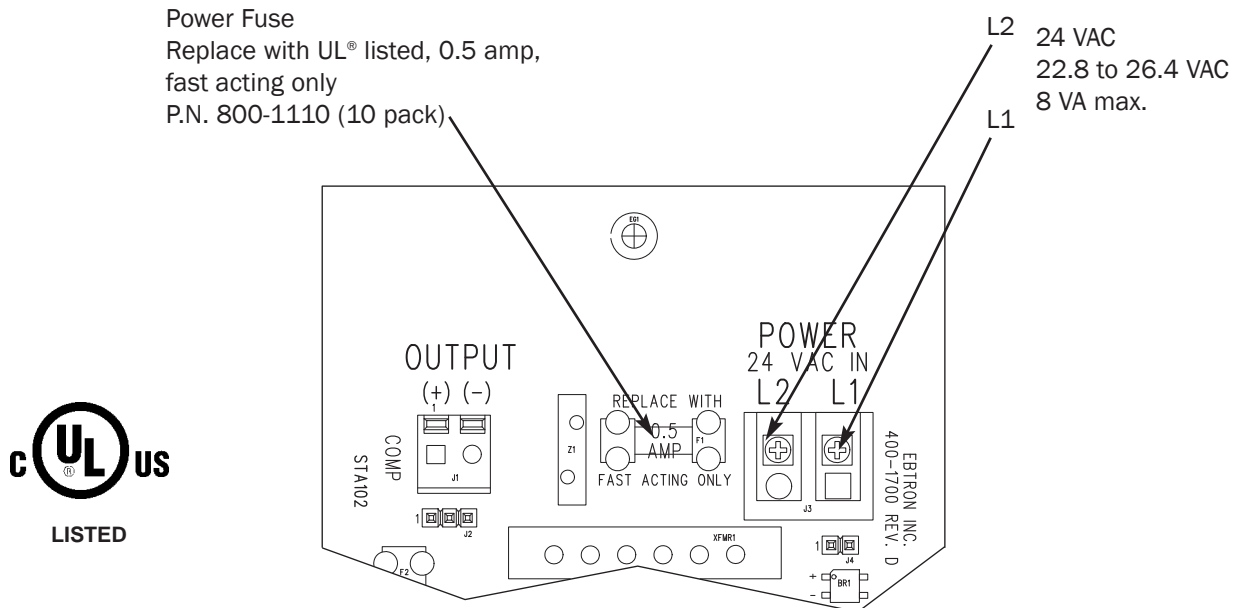 Power Fuse
Replace with UL® listed, 0.5 amp,
fast acting only
P.N. 800-1110 (10 pack)
L2
24 VAC
22.8 to 26.4 VAC
8 VA max.
L1
EG1
OUTPUT
(+) (-)
1
COMP
STA102
J1
1
J2
F2
Z1
REPLACE WITH
0.5
AMP
F1
FAST ACTING ONLY
XFMR1
POWER
24 VAC IN
L2 L1
J3
EBTRON INC.
400-1700 REV. D
1
J4
+
-
BR1
C UL® US
LISTED